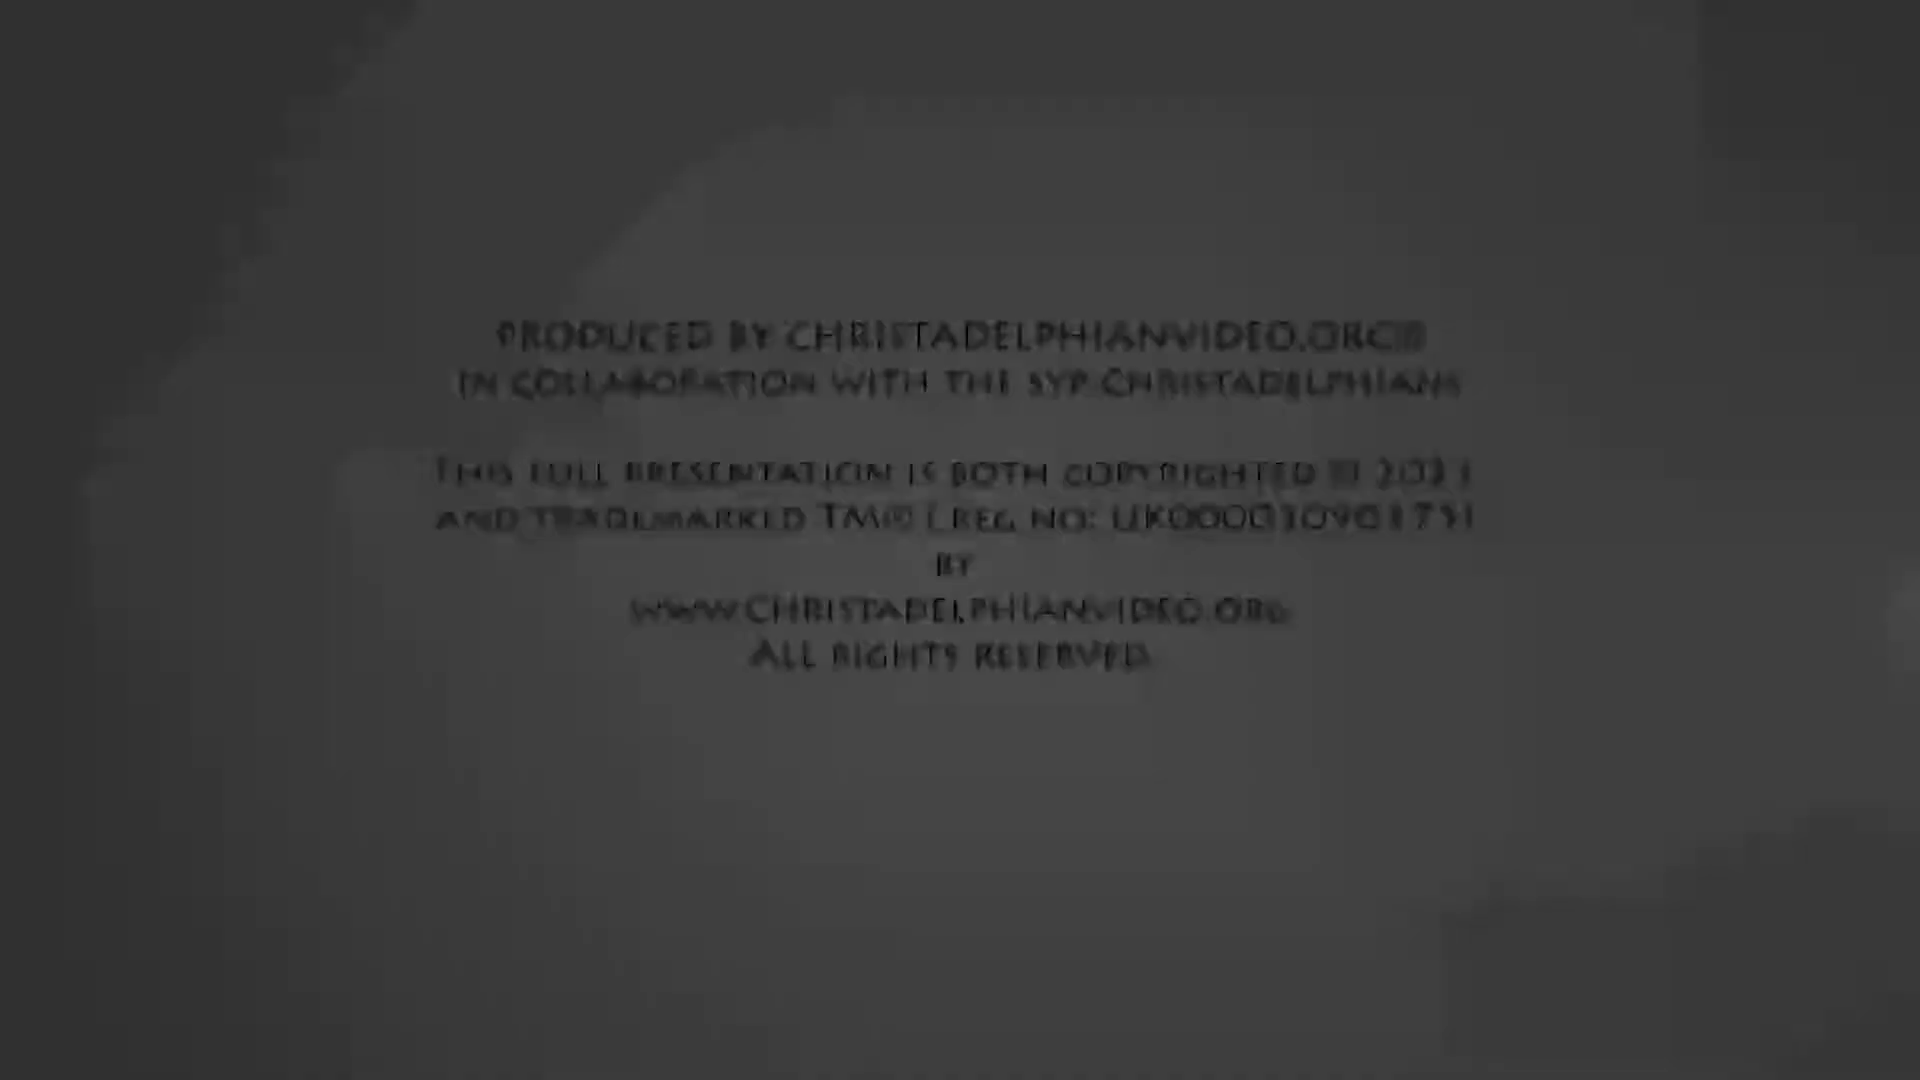 PRODUCED BY CHRISTADELPHIANVIDEO.ORG®
IN COLLABORATION WITH THE SYP CHRISTADELPHIANS
THIS FULL PRESENTATION IS BOTH COPYRIGHTED © 2021
AND TRADEMARKED TM® [ REG NO:
BY
WWW.CHRISTADELPHIANVIDEO.ORG
ALL RIGHTS RESERVED.